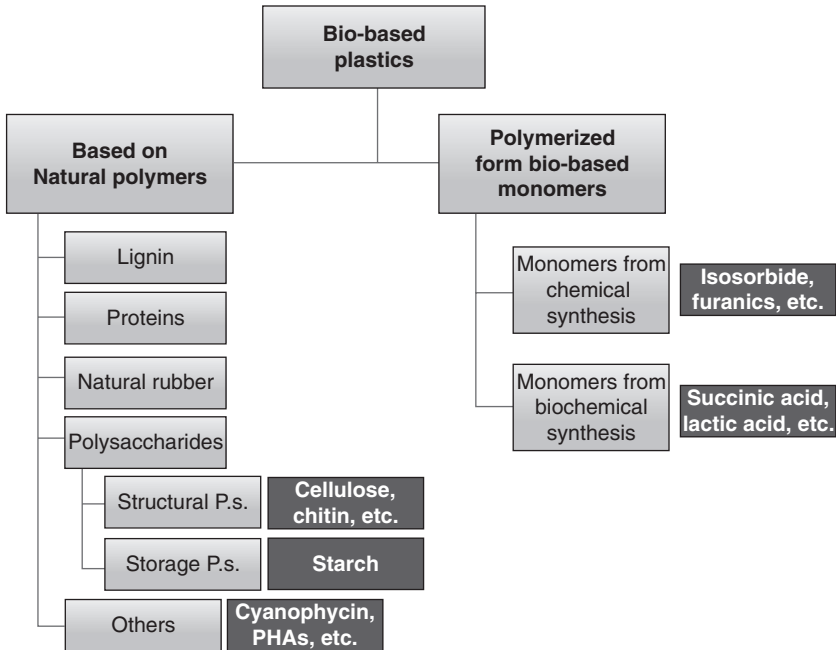 Bio-based
plastics
Based on
Natural polymers
Polymerized
form bio-based
monomers
Lignin
Proteins
Natural rubber
Polysaccharides
Structural P.s.
Cellulose,
chitin, etc.
Storage P.s.
Starch
Others
Cyanophycin,
PHAs, etc.
Monomers from
chemical
synthesis
Isosorbide,
furanics, etc.
Monomers from
biochemical
synthesis
Succinic acid,
lactic acid, etc.